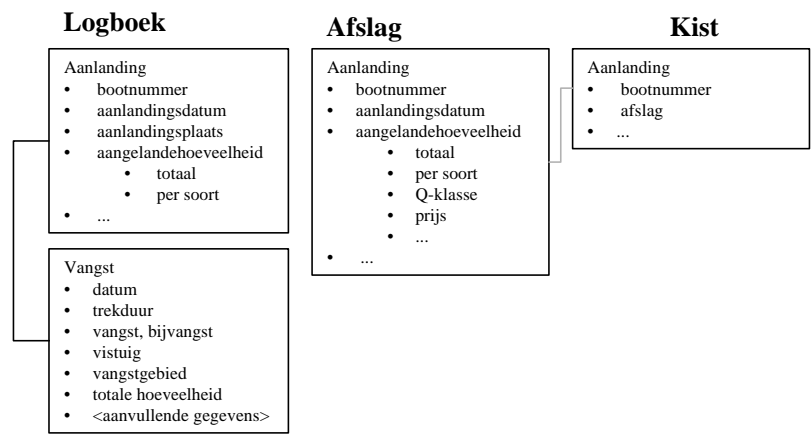 Logboek
Aanlanding
• bootnummer
• aanlandingsdatum
• aanlandingsplaats
• aangelandehoeveelheid
• totaal
• per soort
• ...
Vangst
• datum
• trekduur
• vangst, bijvangst
• vistuig
• vangstgebied
• totale hoeveelheid
• <aanvullende gegevens>
Afslag
Aanlanding
• bootnummer
• aanlandingsdatum
• aangelandehoeveelheid
• totaal
• per soort
• Q-klasse
• prijs
• ...
• ...
Kist
Aanlanding
• bootnummer
• afslag
• ...